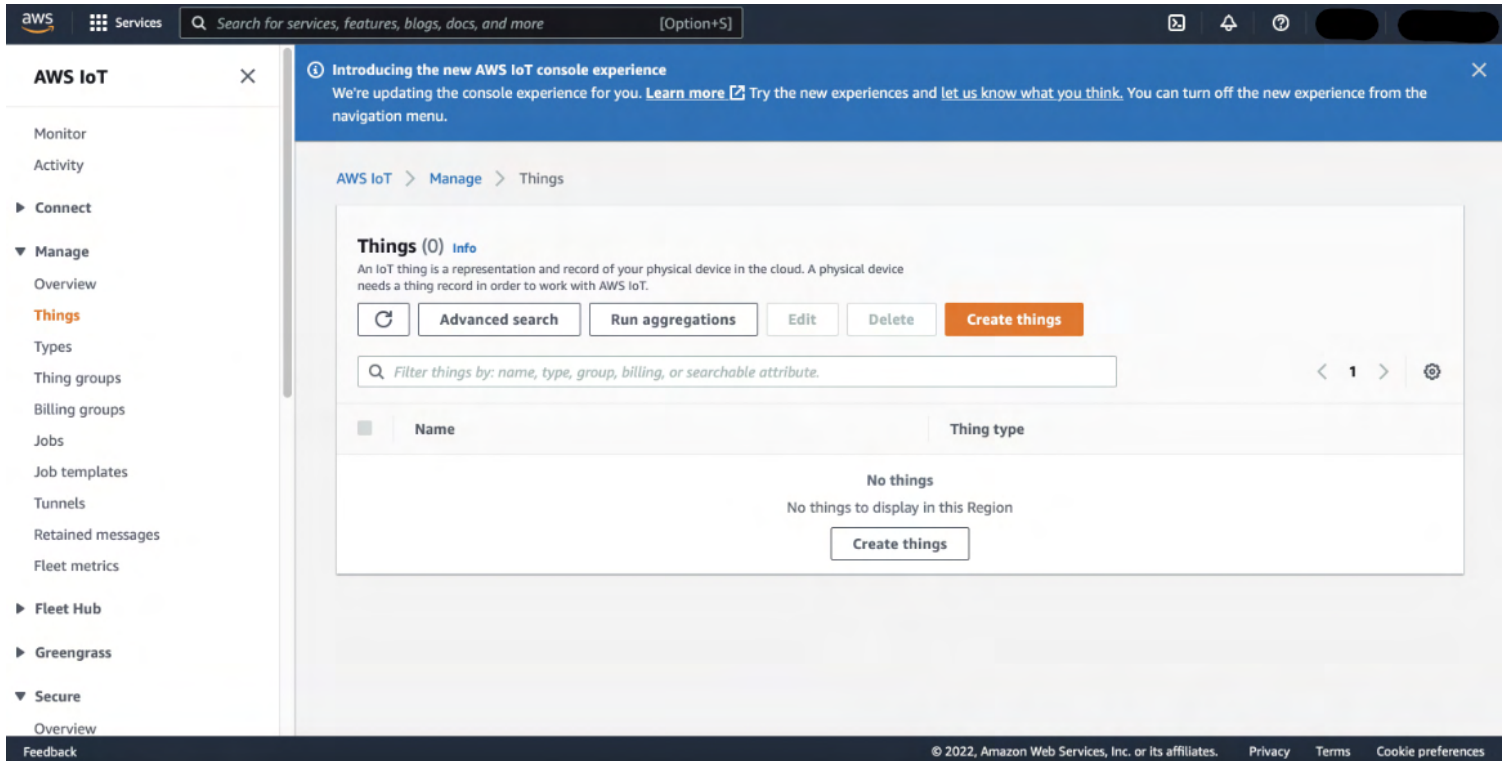 aws
Services
Search for services, features, blogs, docs, and more [Option+S]
AWS IoT
Monitor
Activity
Connect
Manage
Overview
Things
Types
Thing groups
Billing groups
Jobs
Job templates
Tunnels
Retained messages
Fleet metrics
Fleet Hub
Greengrass
Secure
Overview
Introducing the new AWS IoT console experience
We're updating the console experience for you. Learn more Try the new experiences and let us know what you think. You can turn off the new experience from the
navigation menu.
AWS IoT > Manage > Things
Things (0) Info
An IoT thing is a representation and record of your physical device in the cloud. A physical device
needs a thing record in order to work with AWS IoT.
Advanced search Run aggregations Edit Delete Create things
Filter things by: name, type, group, billing, or searchable attribute.
< 1 >
Name Thing type
No things
No things to display in this Region
Create things
Feedback © 2022, Amazon Web Services, Inc. or its affiliates. Privacy Terms Cookie preferences